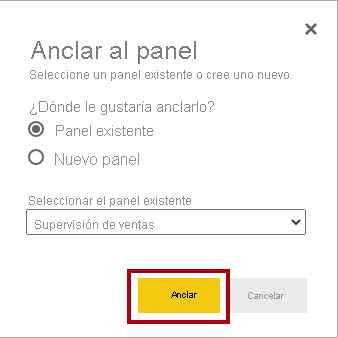 Anclar al panel
Seleccione un panel existente o cree uno nuevo.
¿Dónde le gustaría anclarlo?
Panel existente
Nuevo panel
Seleccionar el panel existente
Supervisión de ventas
Anclar
Cancelar